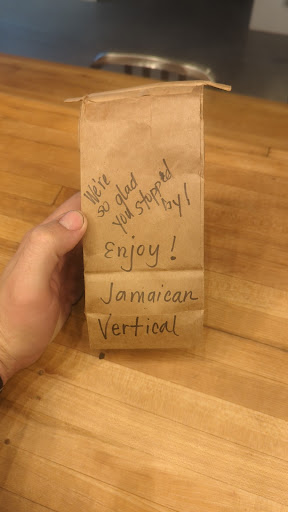 We're
so glad
you stopped
by!
Enjoy!
Jamaican
Vertical